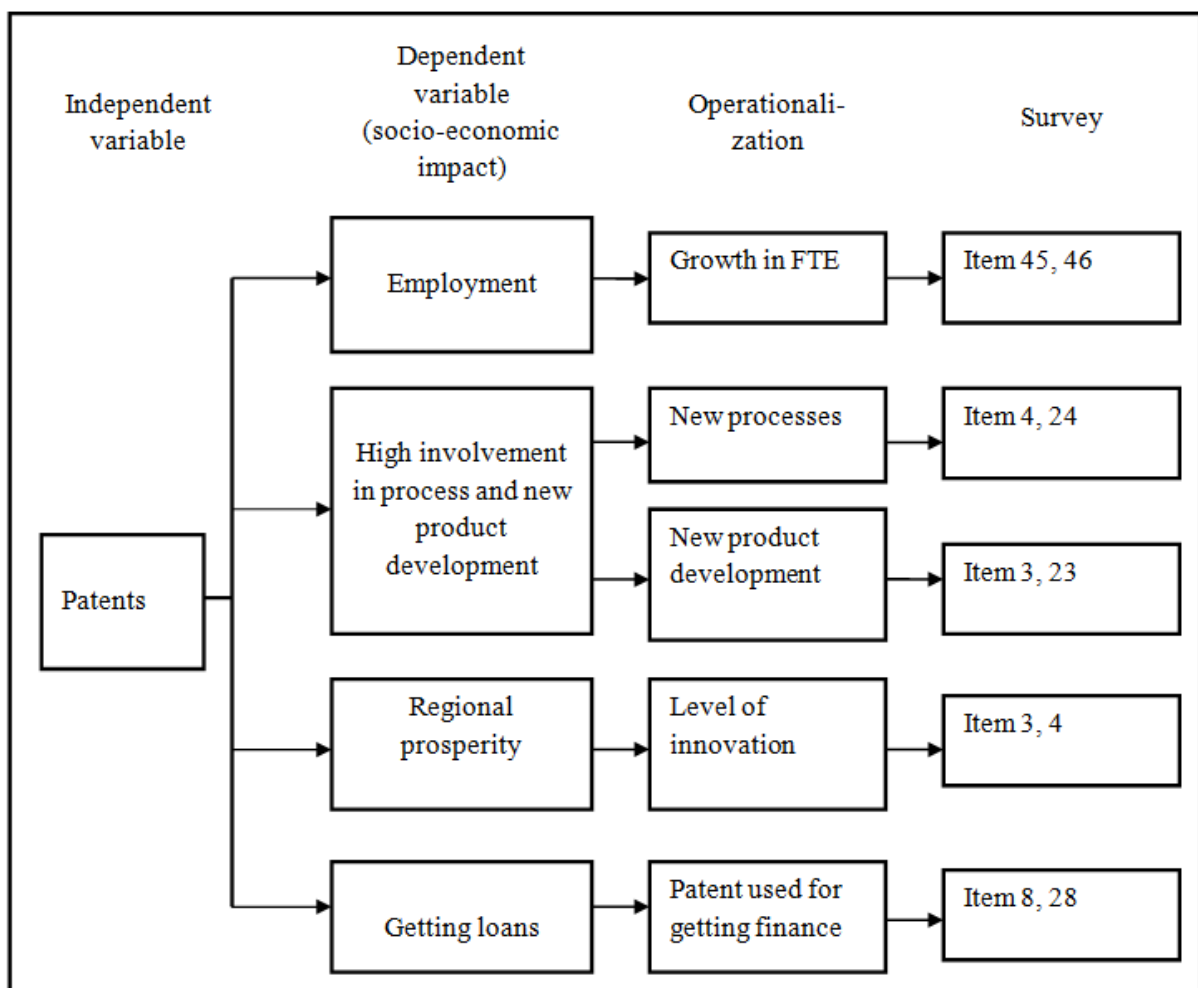 Independent
variable
Dependent
variable
(socio-economic
impact)
Operationali-
zation
Survey
Employment
Growth in FTE
Item 45, 46
High involvement
in process and new
product
development
New processes
Item 4, 24
New product
development
Item 3, 23
Patents
Regional
prosperity
Level of
innovation
Item 3, 4
Getting loans
Patent used for
getting finance
Item 8, 28